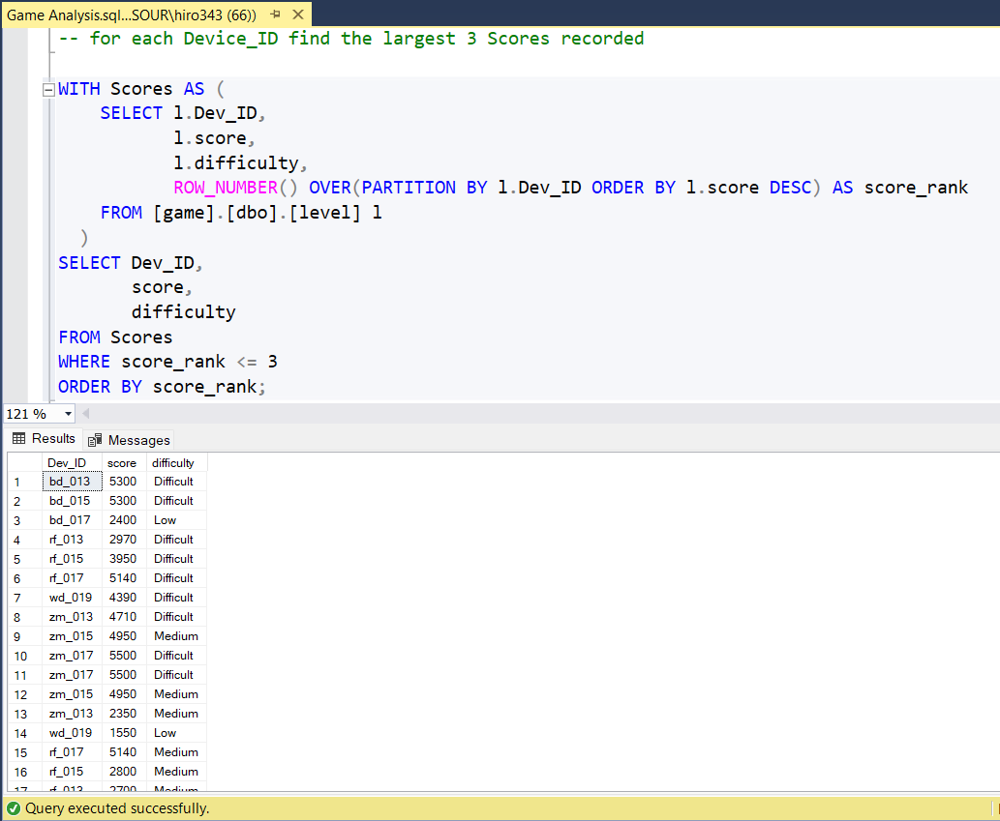 Game Analysis.sql...SOUR\hiro343 (66))
-- for each Device_ID find the largest 3 Scores recorded
WITH Scores AS (
SELECT l.Dev_ID,
l.score,
l.difficulty,
ROW_NUMBER() OVER(PARTITION BY l.Dev_ID ORDER BY l.score DESC) AS score_rank
FROM [game].[dbo].[level] l
)
SELECT Dev_ID,
score,
difficulty
FROM Scores
WHERE score_rank <= 3
ORDER BY score_rank;
121 %
Results Messages
Dev_ID score difficulty
1 bd_013 5300 Difficult
2 bd_015 5300 Difficult
3 bd_017 2400 Low
4 rf_013 2970 Difficult
5 rf_015 3950 Difficult
6 rf_017 5140 Difficult
7 wd_019 4390 Difficult
8 zm_013 4710 Difficult
9 zm_015 4950 Medium
10 zm_017 5500 Difficult
11 zm_017 5500 Difficult
12 zm_015 4950 Medium
13 zm_013 2350 Medium
14 wd_019 1550 Low
15 rf_017 5140 Medium
16 rf_015 2800 Medium
17 rf_013 2700 Medium
Query executed successfully.